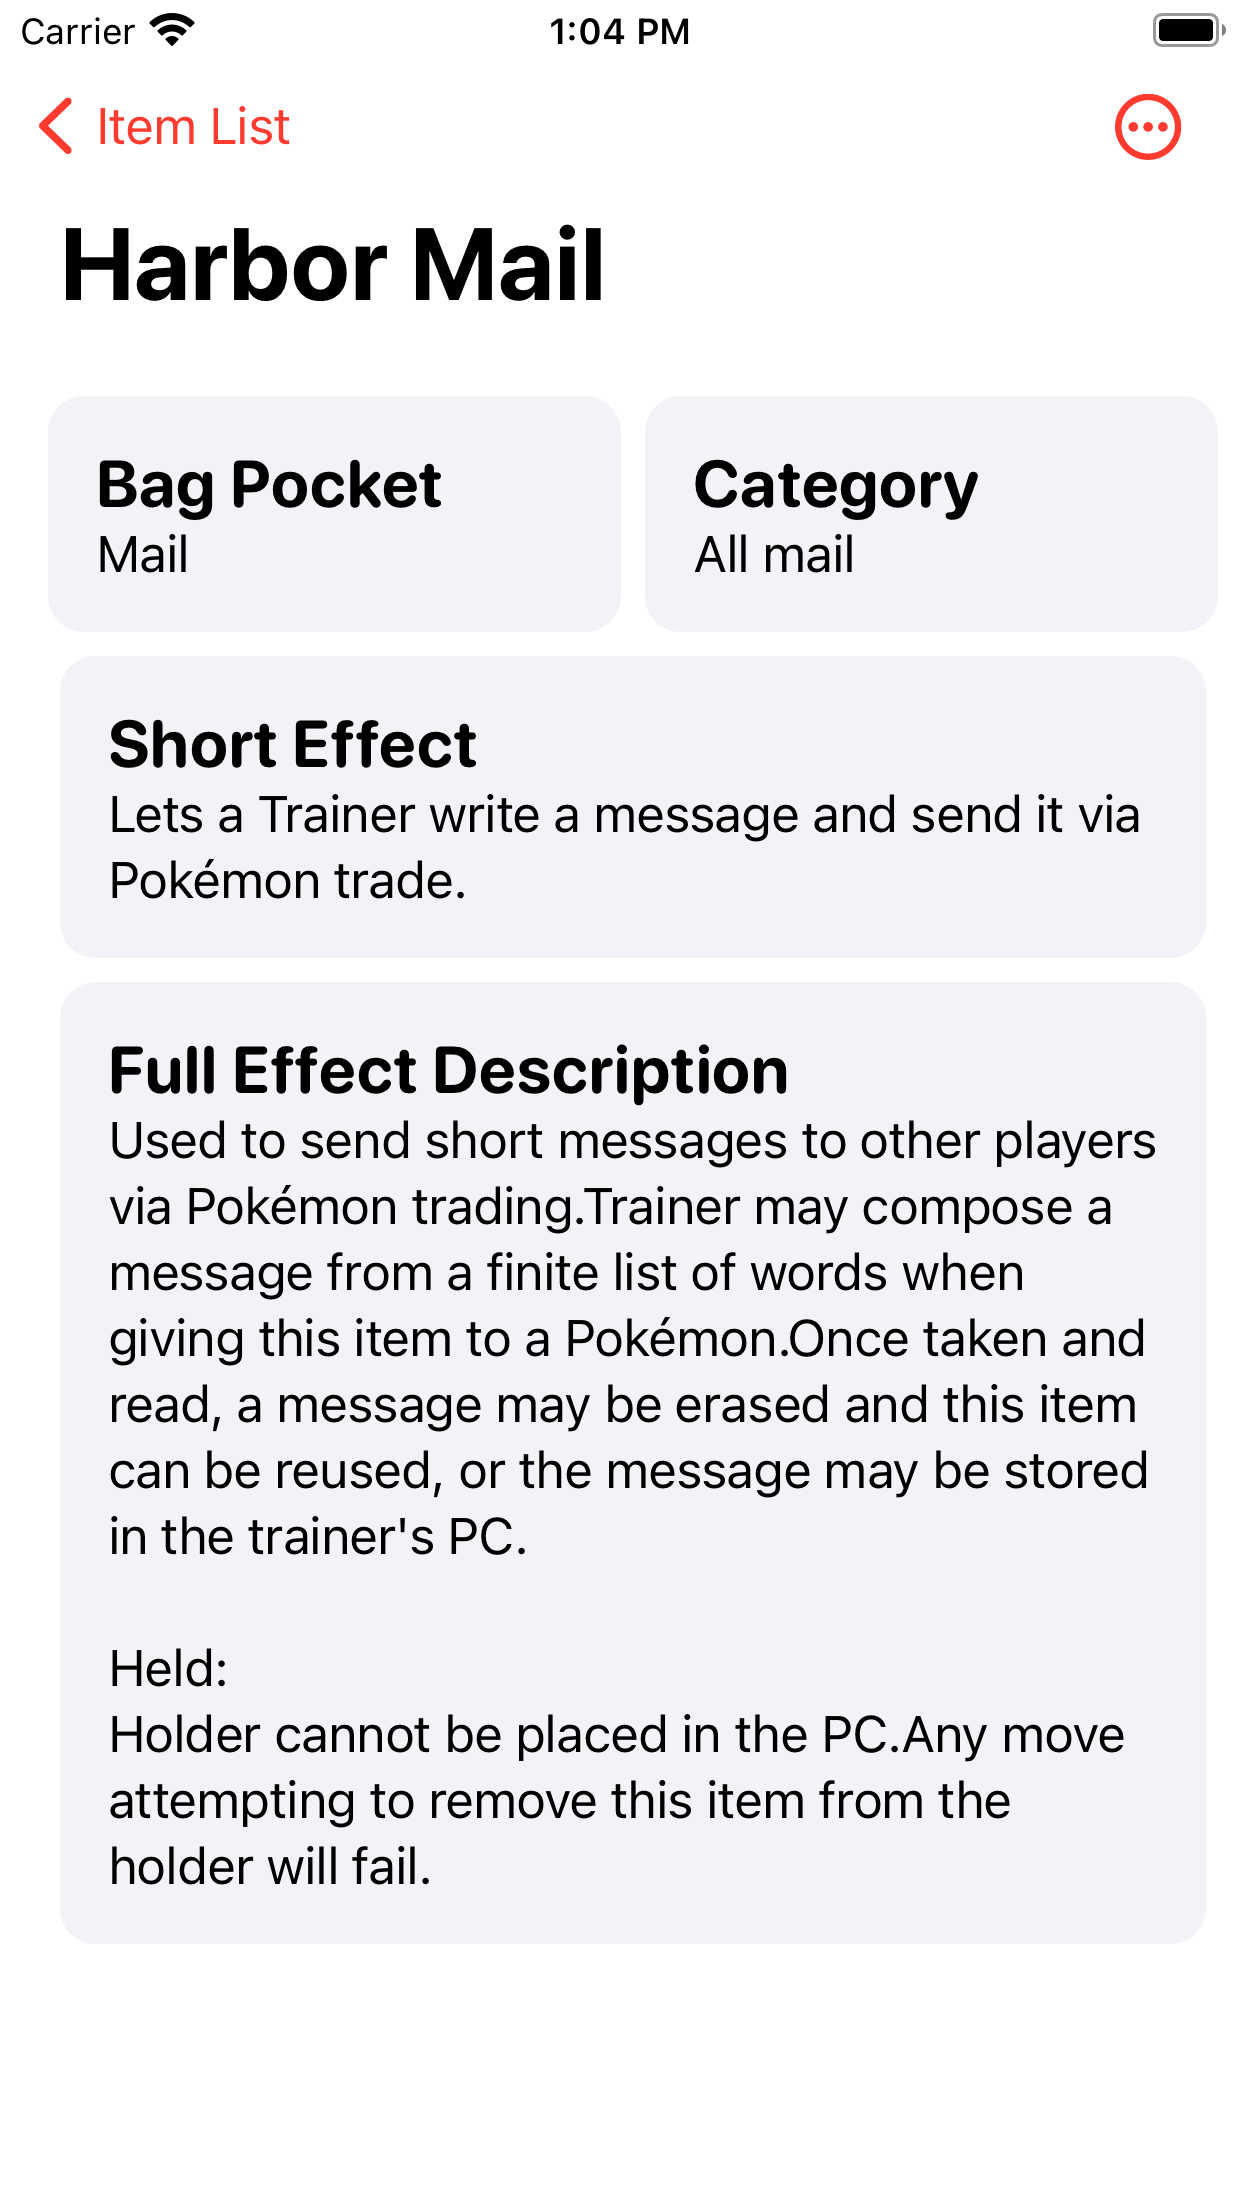 Carrier
1:04 PM
Item List
Harbor Mail
Bag Pocket
Mail
Category
All mail
Short Effect
Lets a Trainer write a message and send it via
Pokémon trade.
Full Effect Description
Used to send short messages to other players
via Pokémon trading.Trainer may compose a
message from a finite list of words when
giving this item to a Pokémon.Once taken and
read, a message may be erased and this item
can be reused, or the message may be stored
in the trainer's PC.
Held:
Holder cannot be placed in the PC.Any move
attempting to remove this item from the
holder will fail.